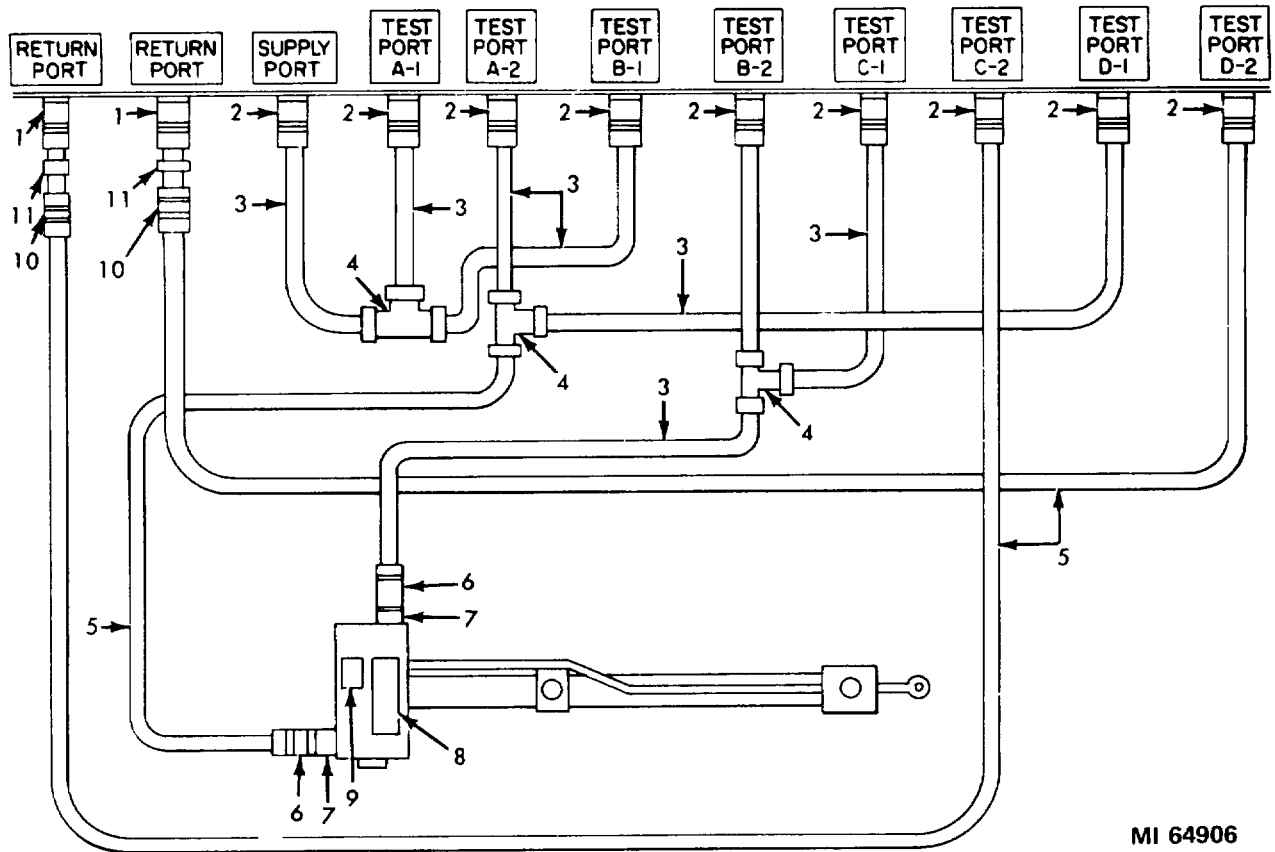 RETURN PORT
RETURN PORT
SUPPLY PORT
TEST PORT A-1
TEST PORT A-2
TEST PORT B-1
TEST PORT B-2
TEST PORT C-1
TEST PORT C-2
TEST PORT D-1
TEST PORT D-2
1
1
2
2
2
2
2
2
2
2
2
11
11
3
3
3
3
10
10
4
3
4
3
4
5
6
7
5
8
6
7
9
MI 64906